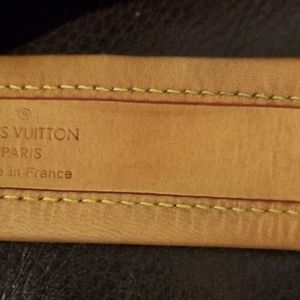 ®
S VUITTON
PARIS
e in France